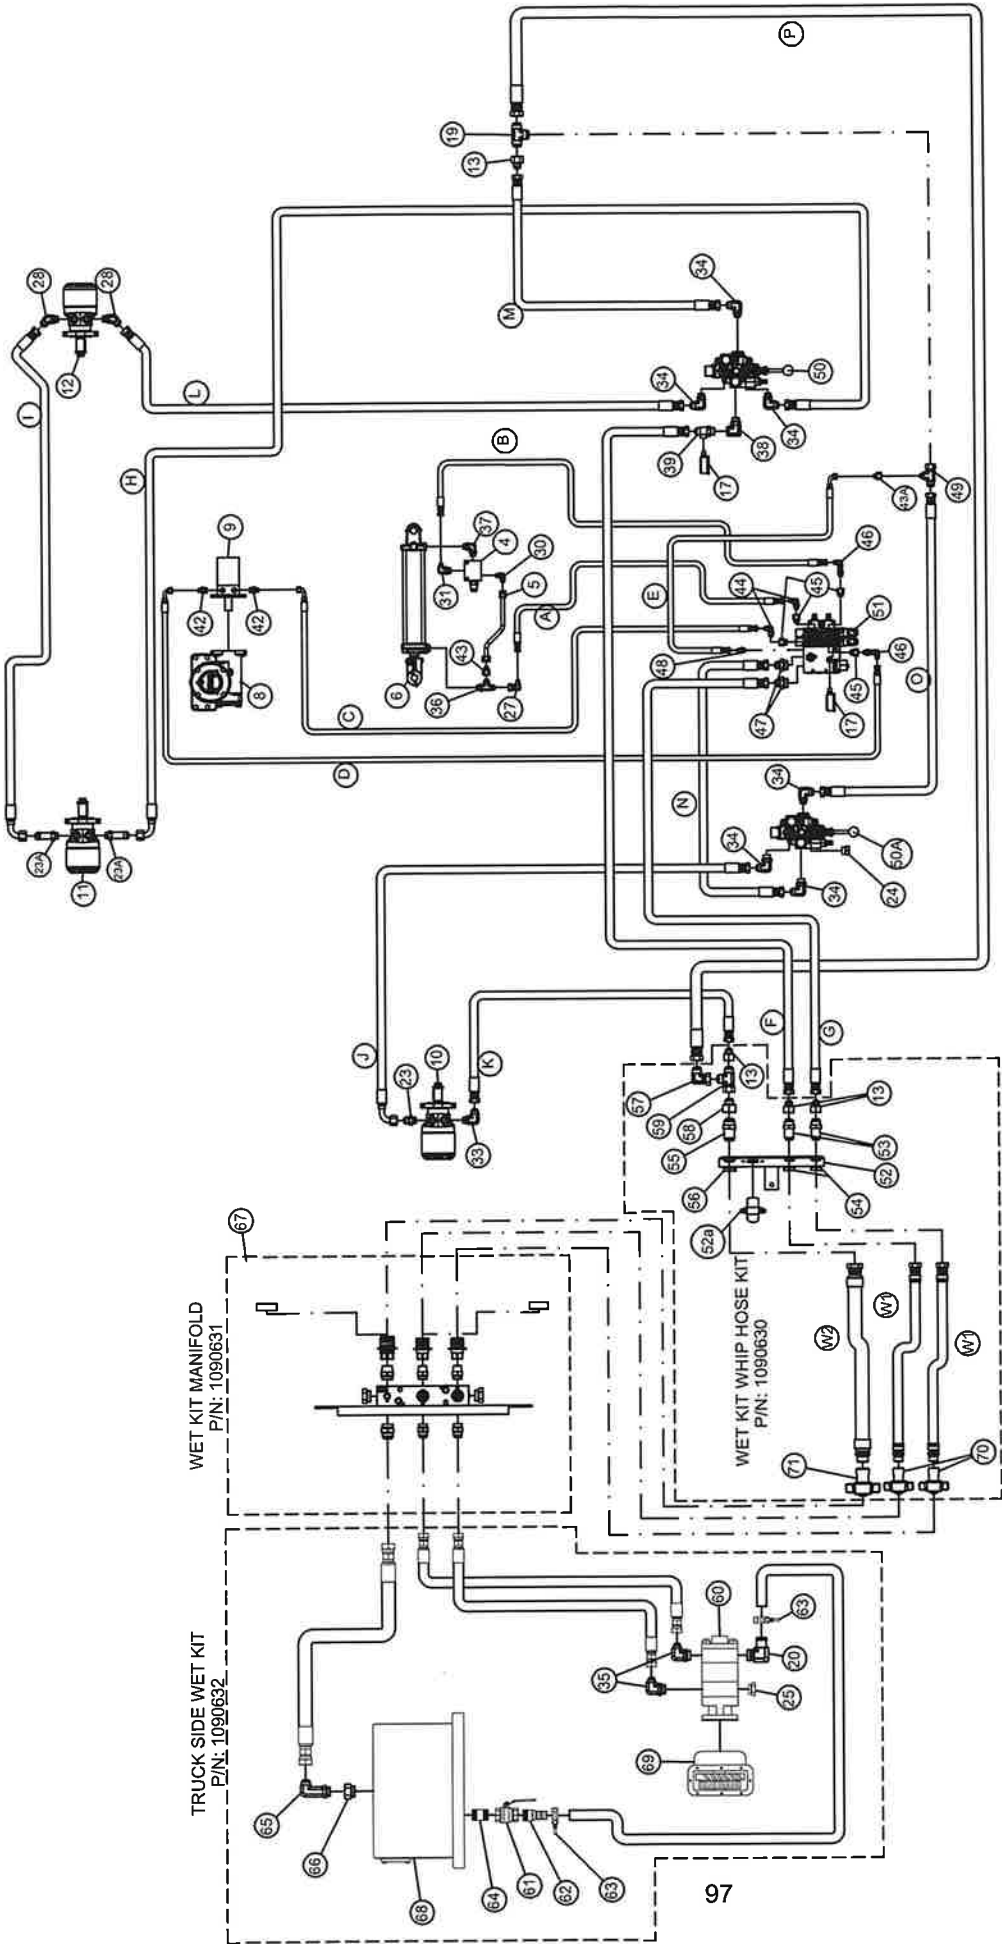 P
19
13
28
28
12
34
M
I
L
34
50
H
B
34
38
39
17
43A
49
9
37
4
30
31
5
46
42
42
A
E
44
45
51
6
43
48
46
8
36
27
45
O
C
47
17
D
34
N
23A
23A
11
34
50A
24
34
J
10
K
F
G
23
13
57
33
59
58
13
55
53
56
52
54
52a
67
WET KIT MANIFOLD
P/N: 1090631
WET KIT WHIP HOSE KIT
P/N: 1090630
W2
W1
W1
71
70
TRUCK SIDE WET KIT
P/N: 1090632
60
63
35
20
25
69
65
66
68
64
61
62
63
97